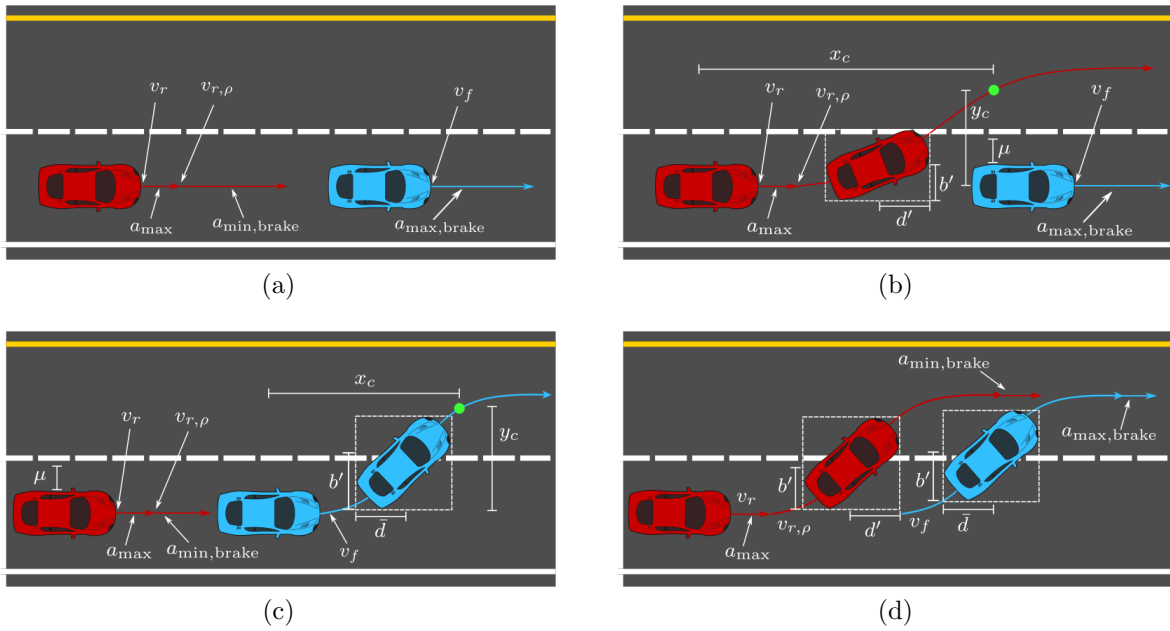 v_r
v_{r,ρ}
v_f
a_max
a_min,brake
a_max,brake
(a)
x_c
v_r
v_{r,ρ}
y_c
v_f
μ
b′
a_max
d′
a_max,brake
(b)
x_c
v_r
v_{r,ρ}
y_c
μ
b′
d̄
a_max
a_min,brake
v_f
(c)
a_min,brake
a_max,brake
b′
b′
v_r
v_{r,ρ}
d′
v_f
d̄
a_max
(d)